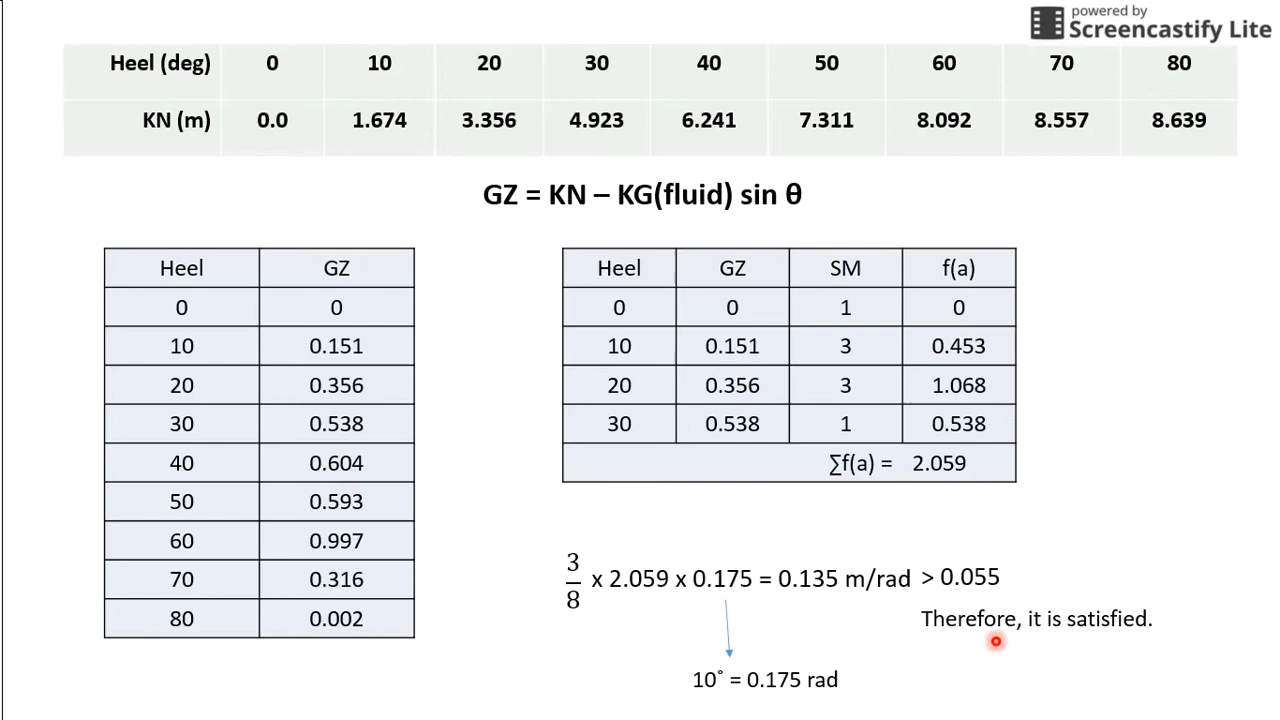 powered by
Screencastify Lite
Heel (deg) 0 10 20 30 40 50 60 70 80
KN (m) 0.0 1.674 3.356 4.923 6.241 7.311 8.092 8.557 8.639
GZ = KN – KG(fluid) sin θ
Heel GZ
0 0
10 0.151
20 0.356
30 0.538
40 0.604
50 0.593
60 0.997
70 0.316
80 0.002
Heel GZ SM f(a)
0 0 1 0
10 0.151 3 0.453
20 0.356 3 1.068
30 0.538 1 0.538
∑f(a) = 2.059
3/8 x 2.059 x 0.175 = 0.135 m/rad > 0.055
Therefore, it is satisfied.
10˚ = 0.175 rad